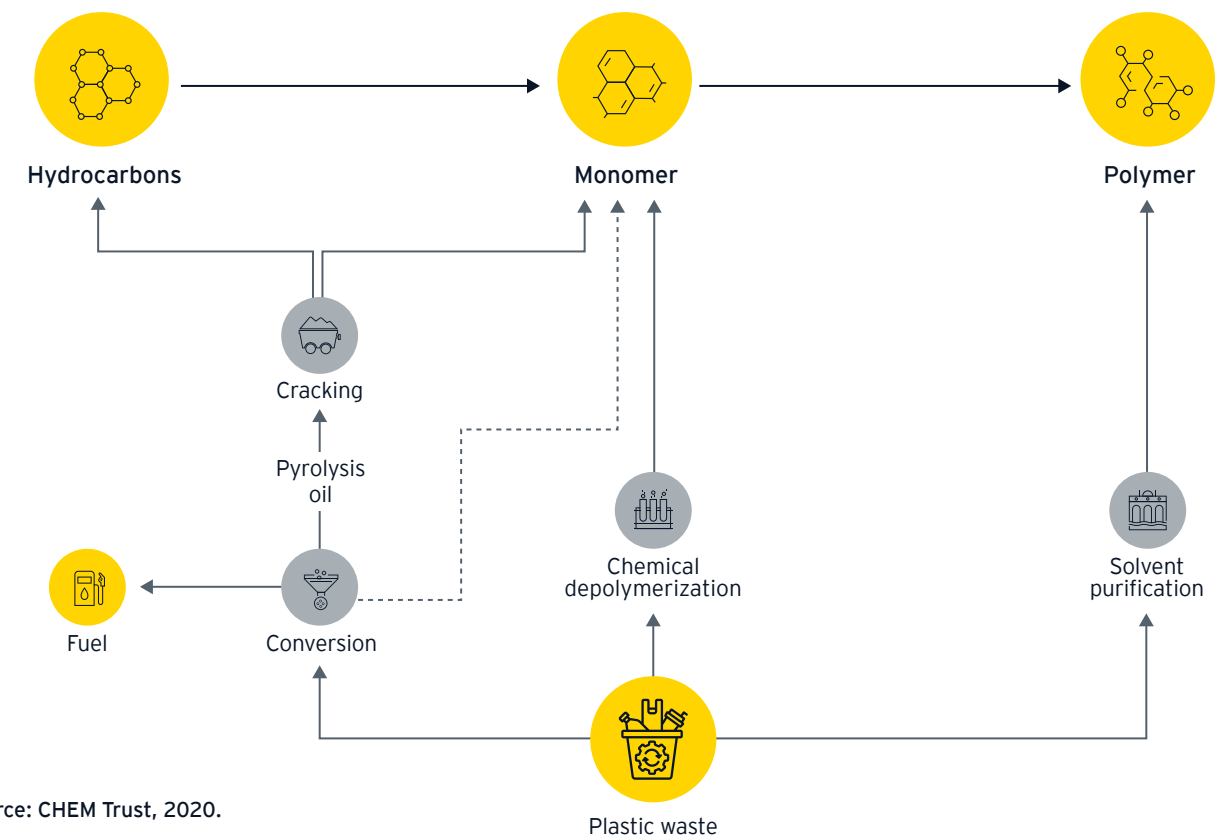 Hydrocarbons
Monomer
Polymer
Cracking
Pyrolysis
oil
Chemical
depolymerization
Solvent
purification
Fuel
Conversion
rce: CHEM Trust, 2020.
Plastic waste